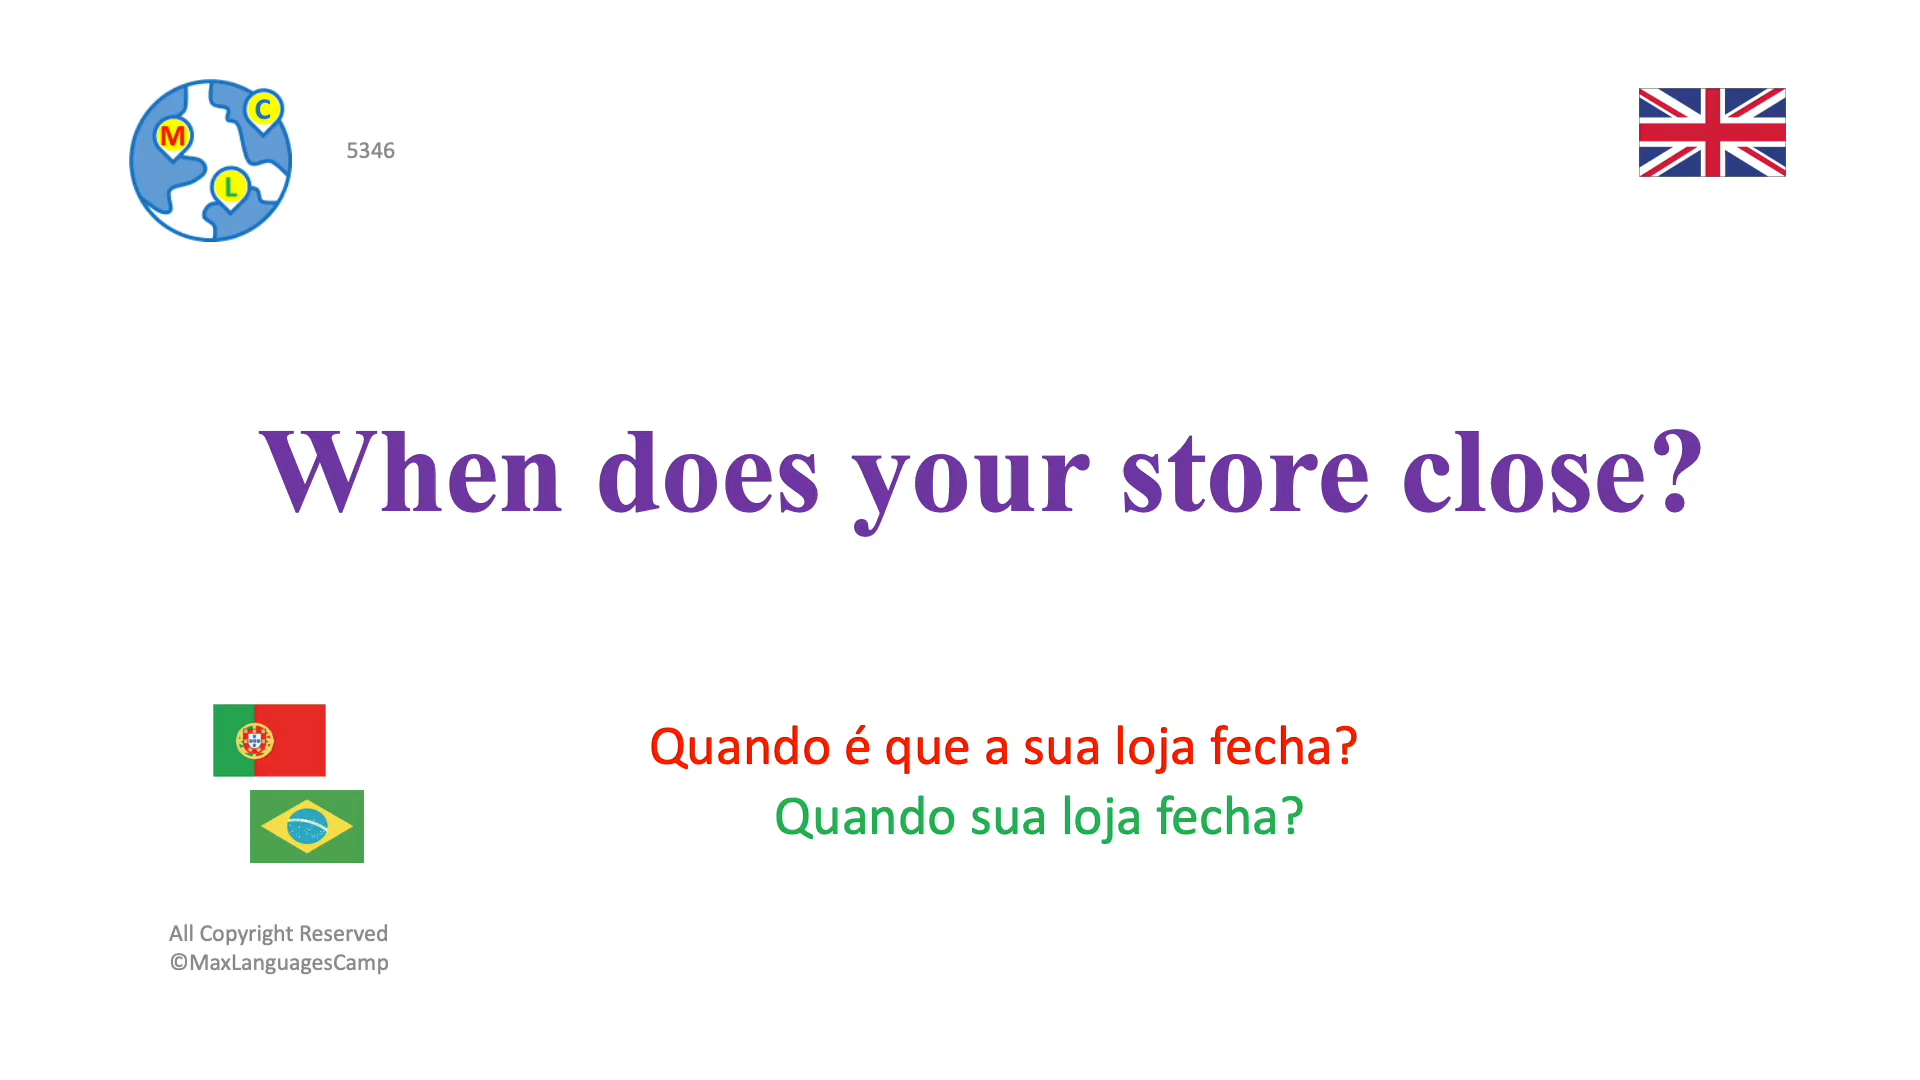 C
M
L
5346
When does your store close?
Quando é que a sua loja fecha?
Quando sua loja fecha?
All Copyright Reserved
©MaxLanguagesCamp